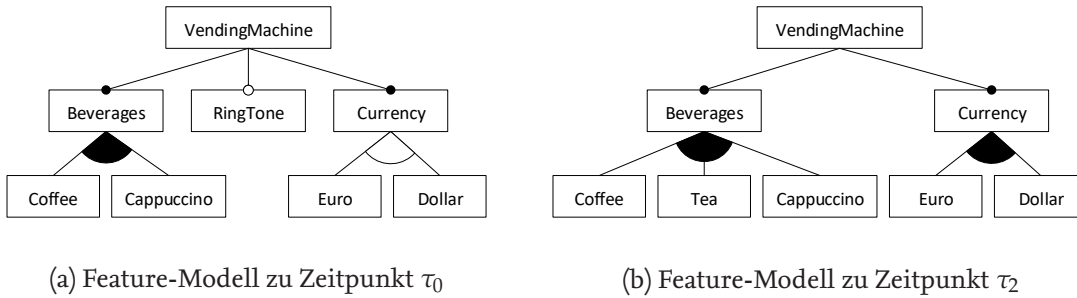 VendingMachine
Beverages RingTone Currency
Coffee Cappuccino Euro Dollar
(a) Feature-Modell zu Zeitpunkt τ0
VendingMachine
Beverages Currency
Coffee Tea Cappuccino Euro Dollar
(b) Feature-Modell zu Zeitpunkt τ2